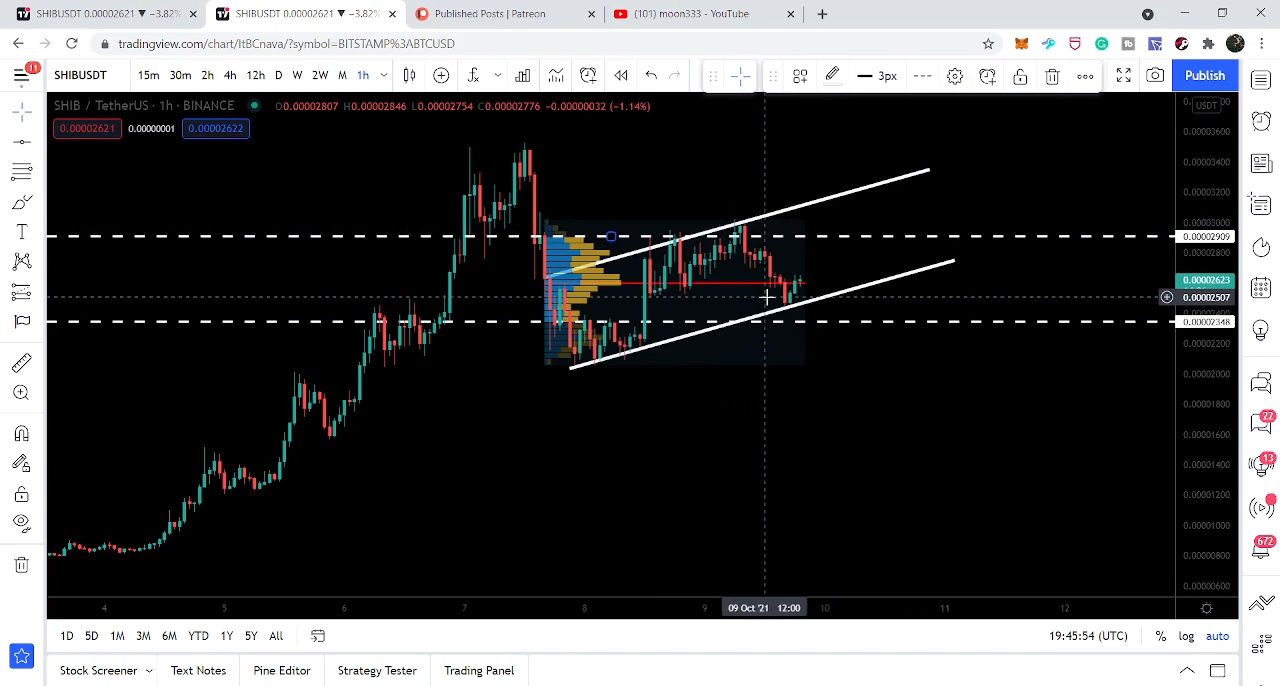 SHIBUSDT 0.00002621 ▼ −3.82%
SHIBUSDT 0.00002621 ▼ −3.82%
Published Posts | Patreon
(101) moon333 - YouTube
tradingview.com/chart/ItBCnava/?symbol=BITSTAMP%3ABTCUSD
11
SHIBUSDT
15m 30m 2h 4h 12h D W 2W M 1h
3px
Publish
SHIB / TetherUS · 1h · BINANCE
O0.00002807 H0.00002846 L0.00002754 C0.00002776 −0.00000032 (−1.14%)
USDT
0.00002621 0.00000001 0.00002622
0.00003600
0.00003400
0.00003200
0.00003000
0.00002909
0.00002800
0.00002623
0.00002507
0.00002348
0.00002200
0.00002000
0.00001800
0.00001600
0.00001400
0.00001200
0.00001000
0.00000800
0.00000600
22
13
672
4 5 6 7 8 9 09 Oct '21 12:00 10 11 12
1D 5D 1M 3M 6M YTD 1Y 5Y All
19:45:54 (UTC) % log auto
Stock Screener Text Notes Pine Editor Strategy Tester Trading Panel